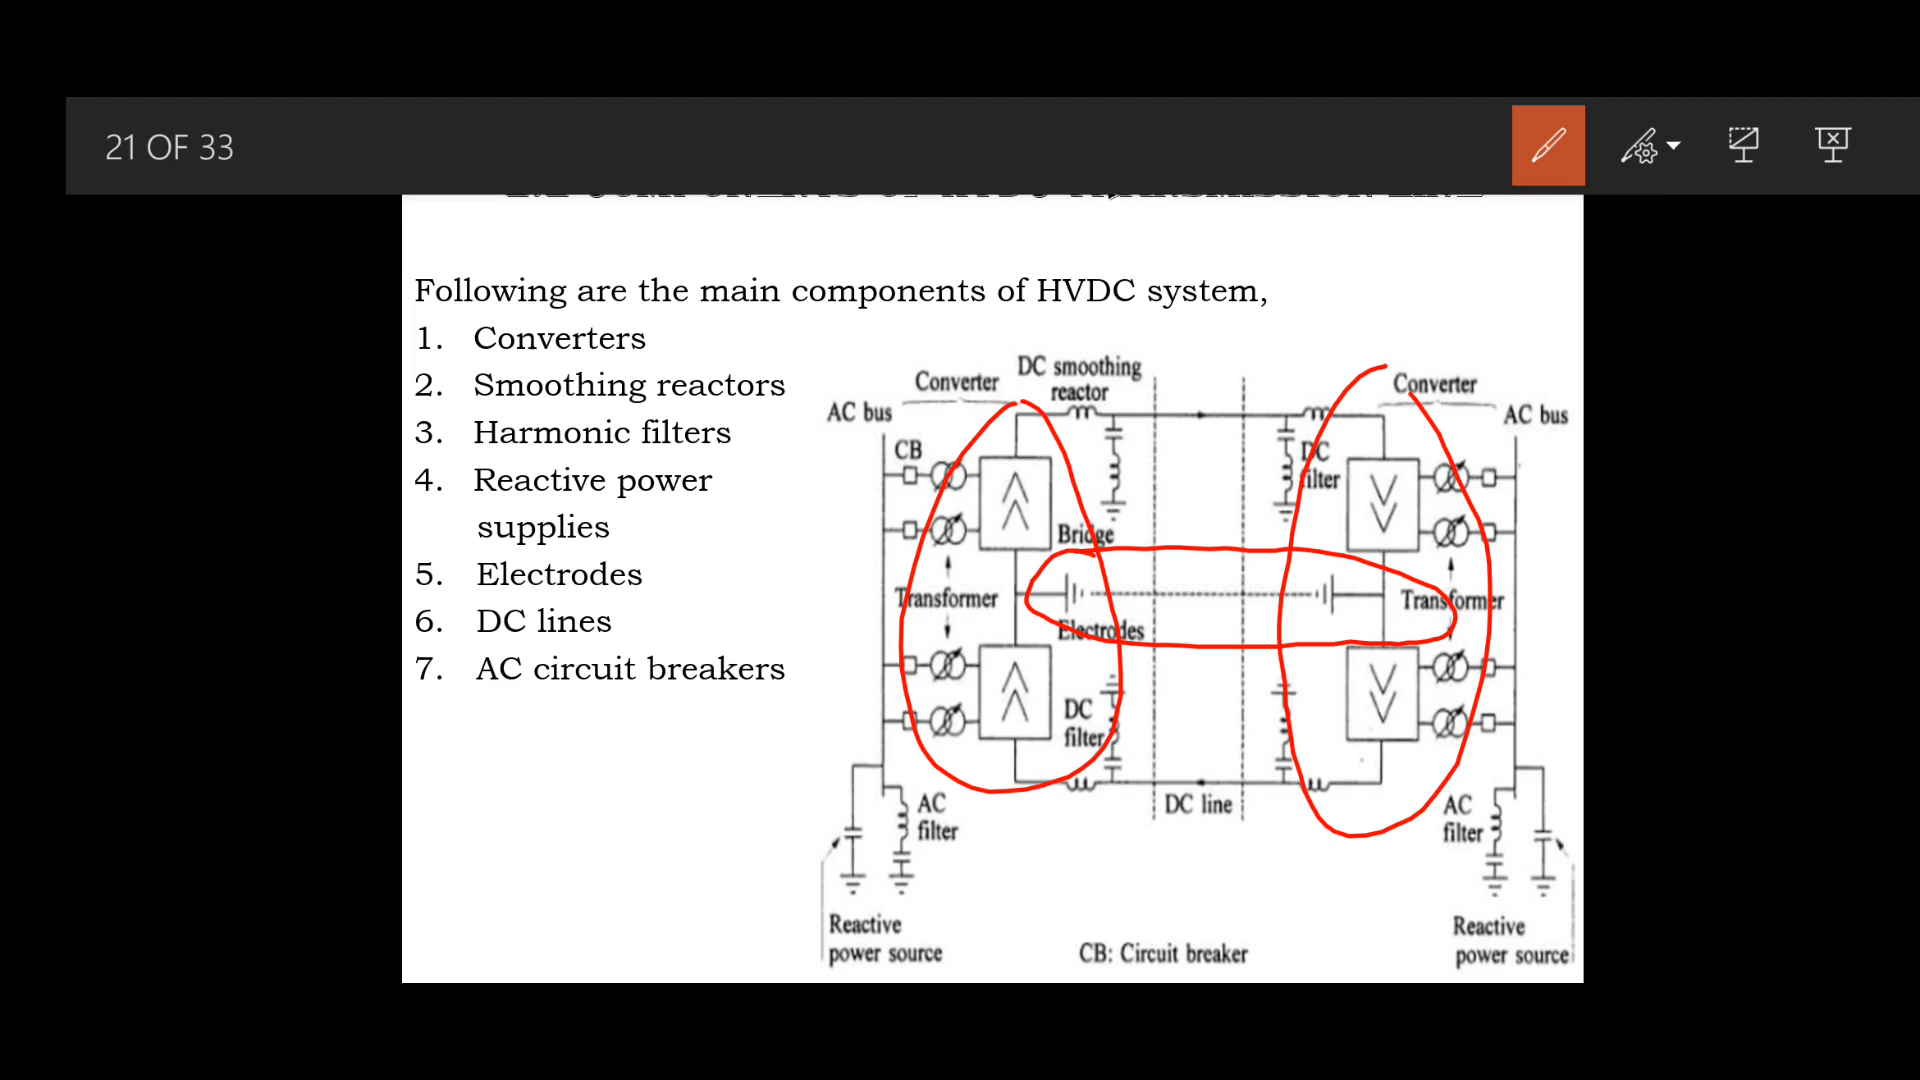 21 OF 33
Following are the main components of HVDC system,
1. Converters
2. Smoothing reactors
3. Harmonic filters
4. Reactive power
supplies
5. Electrodes
6. DC lines
7. AC circuit breakers
Converter
DC smoothing
reactor
Converter
AC bus
AC bus
CB
DC
filter
Bridge
Transformer
Transformer
Electrodes
DC
filter
DC line
AC
filter
AC
filter
Reactive
power source
CB: Circuit breaker
Reactive
power source